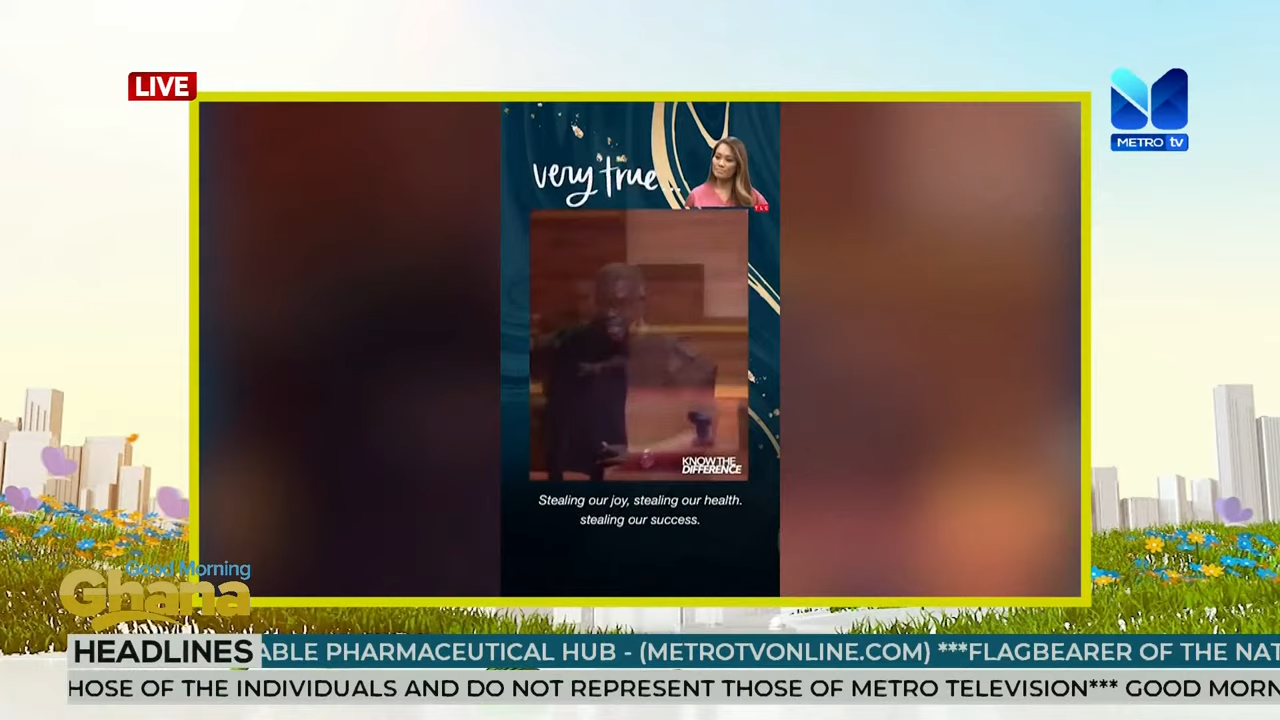 LIVE
METRO tv
very true
TLC
KNOW THE
DIFFERENCE
Stealing our joy, stealing our health.
stealing our success.
Good Morning
Ghana
HEADLINES
ABLE PHARMACEUTICAL HUB - (METROTVONLINE.COM) ***FLAGBEARER OF THE NAT
HOSE OF THE INDIVIDUALS AND DO NOT REPRESENT THOSE OF METRO TELEVISION*** GOOD MORN